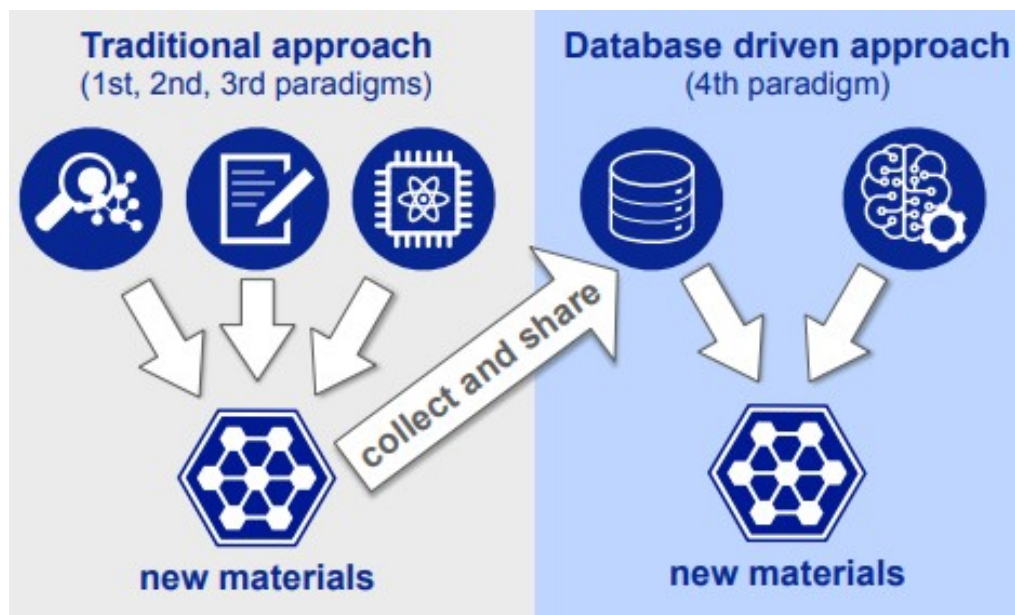 Traditional approach
(1st, 2nd, 3rd paradigms)
Database driven approach
(4th paradigm)
collect and share
new materials
new materials